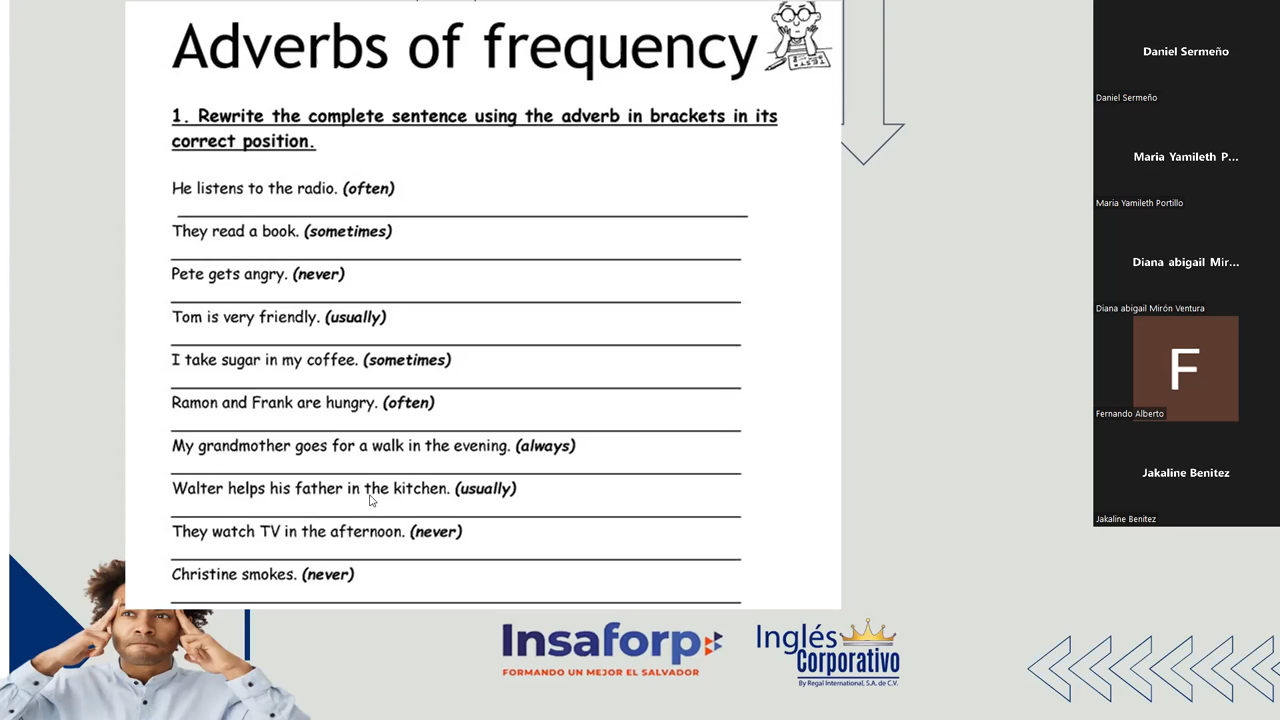 Adverbs of frequency
1. Rewrite the complete sentence using the adverb in brackets in its
correct position.
He listens to the radio. (often)
They read a book. (sometimes)
Pete gets angry. (never)
Tom is very friendly. (usually)
I take sugar in my coffee. (sometimes)
Ramon and Frank are hungry. (often)
My grandmother goes for a walk in the evening. (always)
Walter helps his father in the kitchen. (usually)
They watch TV in the afternoon. (never)
Christine smokes. (never)
Insaforp
FORMANDO UN MEJOR EL SALVADOR
Inglés
Corporativo
By Regal International, S.A. de C.V.
Daniel Sermeño
Daniel Sermeño
Maria Yamileth P...
Maria Yamileth Portillo
Diana abigail Mir...
Diana abigail Mirón Ventura
F
Fernando Alberto
Jakaline Benitez
Jakaline Benitez